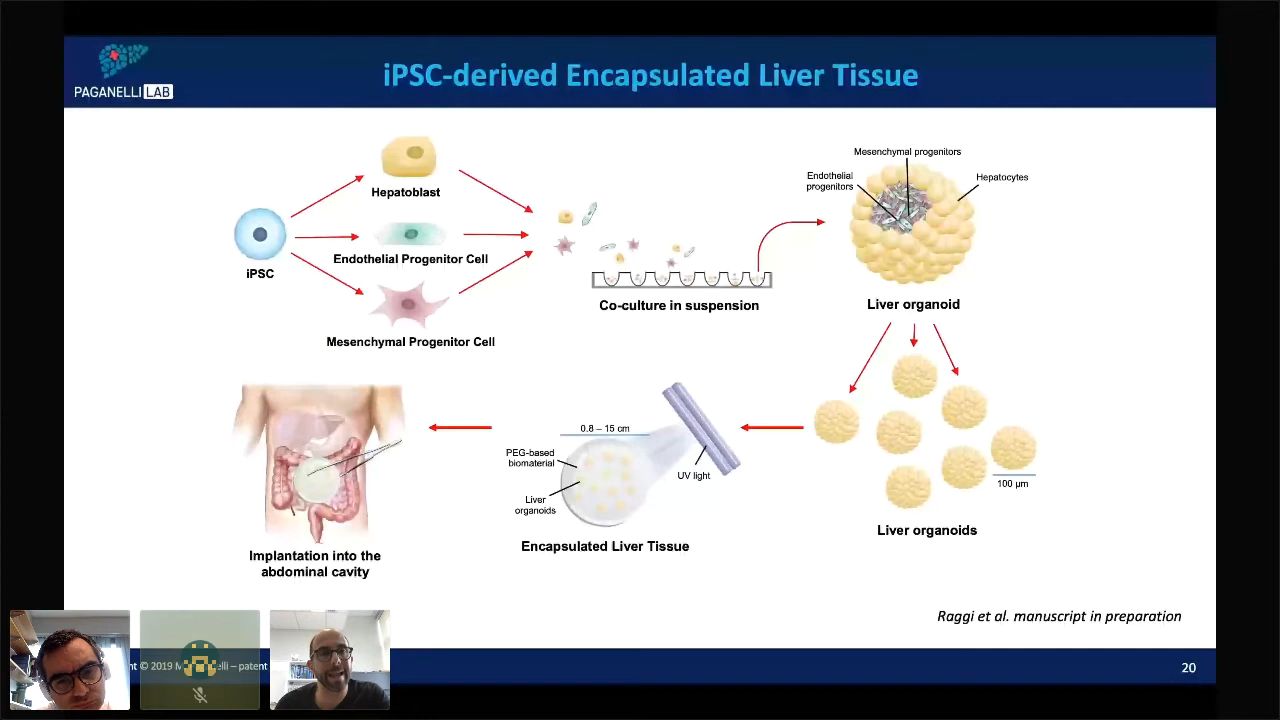 PAGANELLI LAB
iPSC-derived Encapsulated Liver Tissue
iPSC
Hepatoblast
Endothelial Progenitor Cell
Mesenchymal Progenitor Cell
Co-culture in suspension
Mesenchymal progenitors
Endothelial
progenitors
Hepatocytes
Liver organoid
100 µm
Liver organoids
0.8 – 15 cm
PEG-based
biomaterial
Liver
organoids
UV light
Encapsulated Liver Tissue
Implantation into the
abdominal cavity
Raggi et al. manuscript in preparation
© 2019 – patent
20